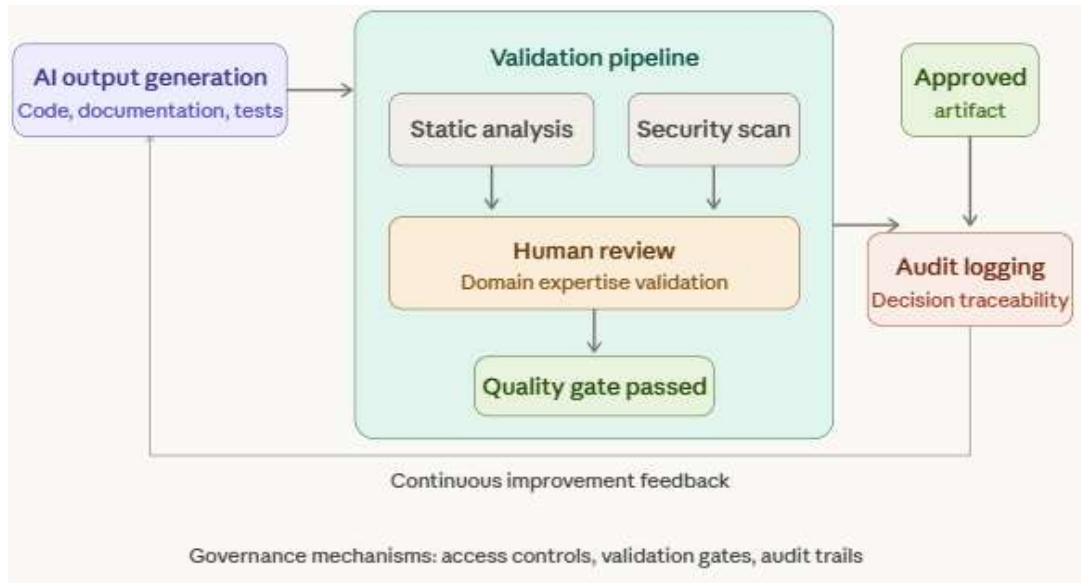 AI output generation
Code, documentation, tests
Validation pipeline
Static analysis
Security scan
Human review
Domain expertise validation
Quality gate passed
Approved
artifact
Audit logging
Decision traceability
Continuous improvement feedback
Governance mechanisms: access controls, validation gates, audit trails